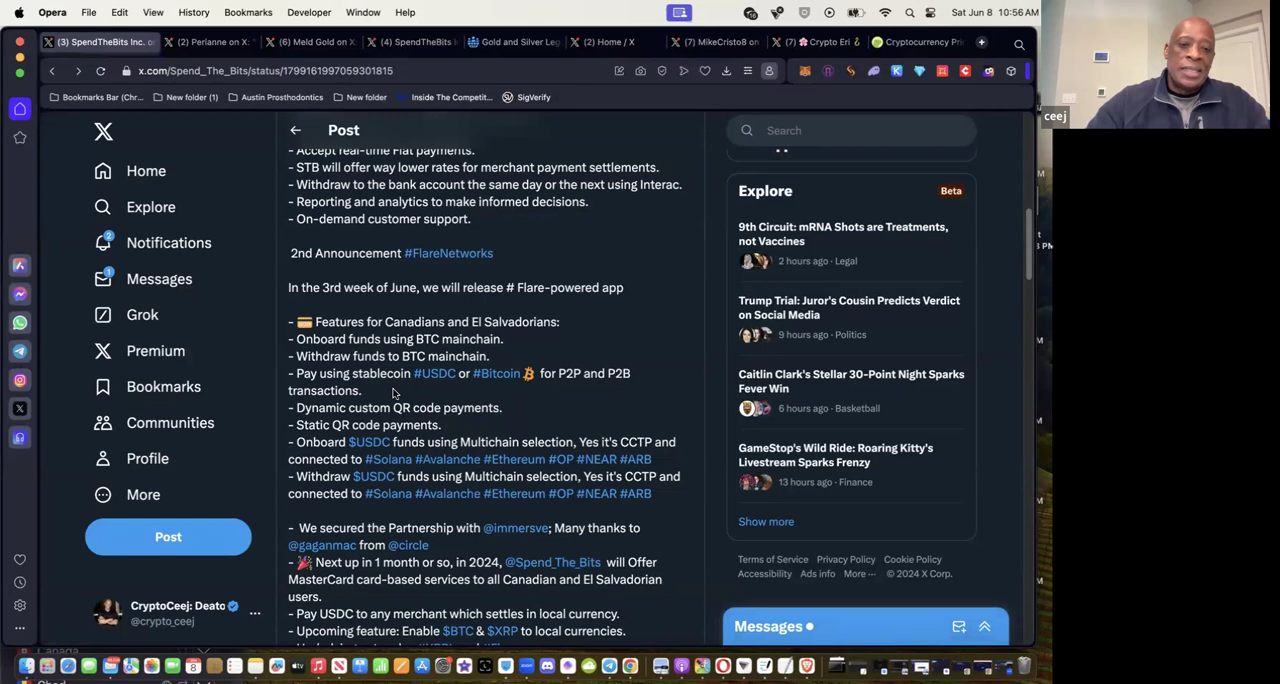 Opera File Edit View History Bookmarks Developer Window Help Sat Jun 8 10:56 AM
(3) SpendTheBits Inc. o (2) Perianne on X: (6) Meld Gold on X: (4) SpendTheBits Gold and Silver Leg (2) Home / X (7) MikeCristo8 on (7) Crypto Eri Cryptocurrency Pri
x.com/Spend_The_Bits/status/1799161997059301815
Bookmarks Bar (Chr... New folder (1) Austin Prosthodontics New folder Inside The Competit... SigVerify
ceej
Post
Search
Home
Explore
2
Notifications
1
Messages
Grok
Premium
Bookmarks
Communities
Profile
More
Post
CryptoCeej: Deato
@crypto_ceej
- Accept real-time Fiat payments.
- STB will offer way lower rates for merchant payment settlements.
- Withdraw to the bank account the same day or the next using Interac.
- Reporting and analytics to make informed decisions.
- On-demand customer support.
2nd Announcement #FlareNetworks
In the 3rd week of June, we will release # Flare-powered app
- 💳 Features for Canadians and El Salvadorians:
- Onboard funds using BTC mainchain.
- Withdraw funds to BTC mainchain.
- Pay using stablecoin #USDC or #Bitcoin for P2P and P2B
transactions.
- Dynamic custom QR code payments.
- Static QR code payments.
- Onboard $USDC funds using Multichain selection, Yes it's CCTP and
connected to #Solana #Avalanche #Ethereum #OP #NEAR #ARB
- Withdraw $USDC funds using Multichain selection, Yes it's CCTP and
connected to #Solana #Avalanche #Ethereum #OP #NEAR #ARB
- We secured the Partnership with @immersve; Many thanks to
@gaganmac from @circle
- 🎉 Next up in 1 month or so, in 2024, @Spend_The_Bits will Offer
MasterCard card-based services to all Canadian and El Salvadorian
users.
- Pay USDC to any merchant which settles in local currency.
- Upcoming feature: Enable $BTC & $XRP to local currencies.
Explore Beta
9th Circuit: mRNA Shots are Treatments,
not Vaccines
2 hours ago · Legal
Trump Trial: Juror's Cousin Predicts Verdict
on Social Media
9 hours ago · Politics
Caitlin Clark's Stellar 30-Point Night Sparks
Fever Win
6 hours ago · Basketball
GameStop's Wild Ride: Roaring Kitty's
Livestream Sparks Frenzy
13 hours ago · Finance
Show more
Terms of Service Privacy Policy Cookie Policy
Accessibility Ads info More ··· © 2024 X Corp.
Messages